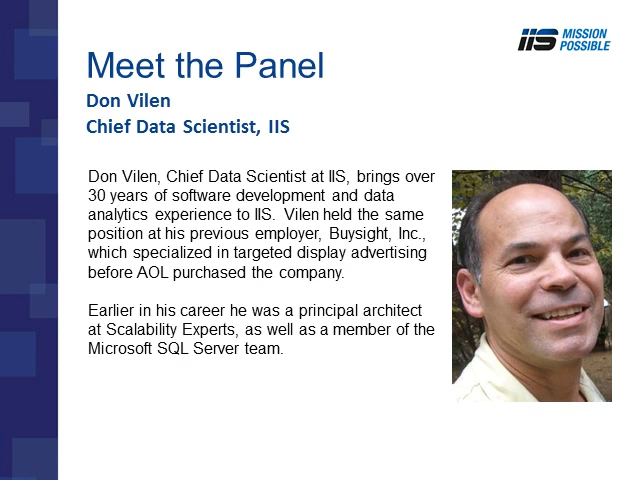 IIS MISSION
POSSIBLE
Meet the Panel
Don Vilen
Chief Data Scientist, IIS
Don Vilen, Chief Data Scientist at IIS, brings over
30 years of software development and data
analytics experience to IIS.  Vilen held the same
position at his previous employer, Buysight, Inc.,
which specialized in targeted display advertising
before AOL purchased the company.
Earlier in his career he was a principal architect
at Scalability Experts, as well as a member of the
Microsoft SQL Server team.